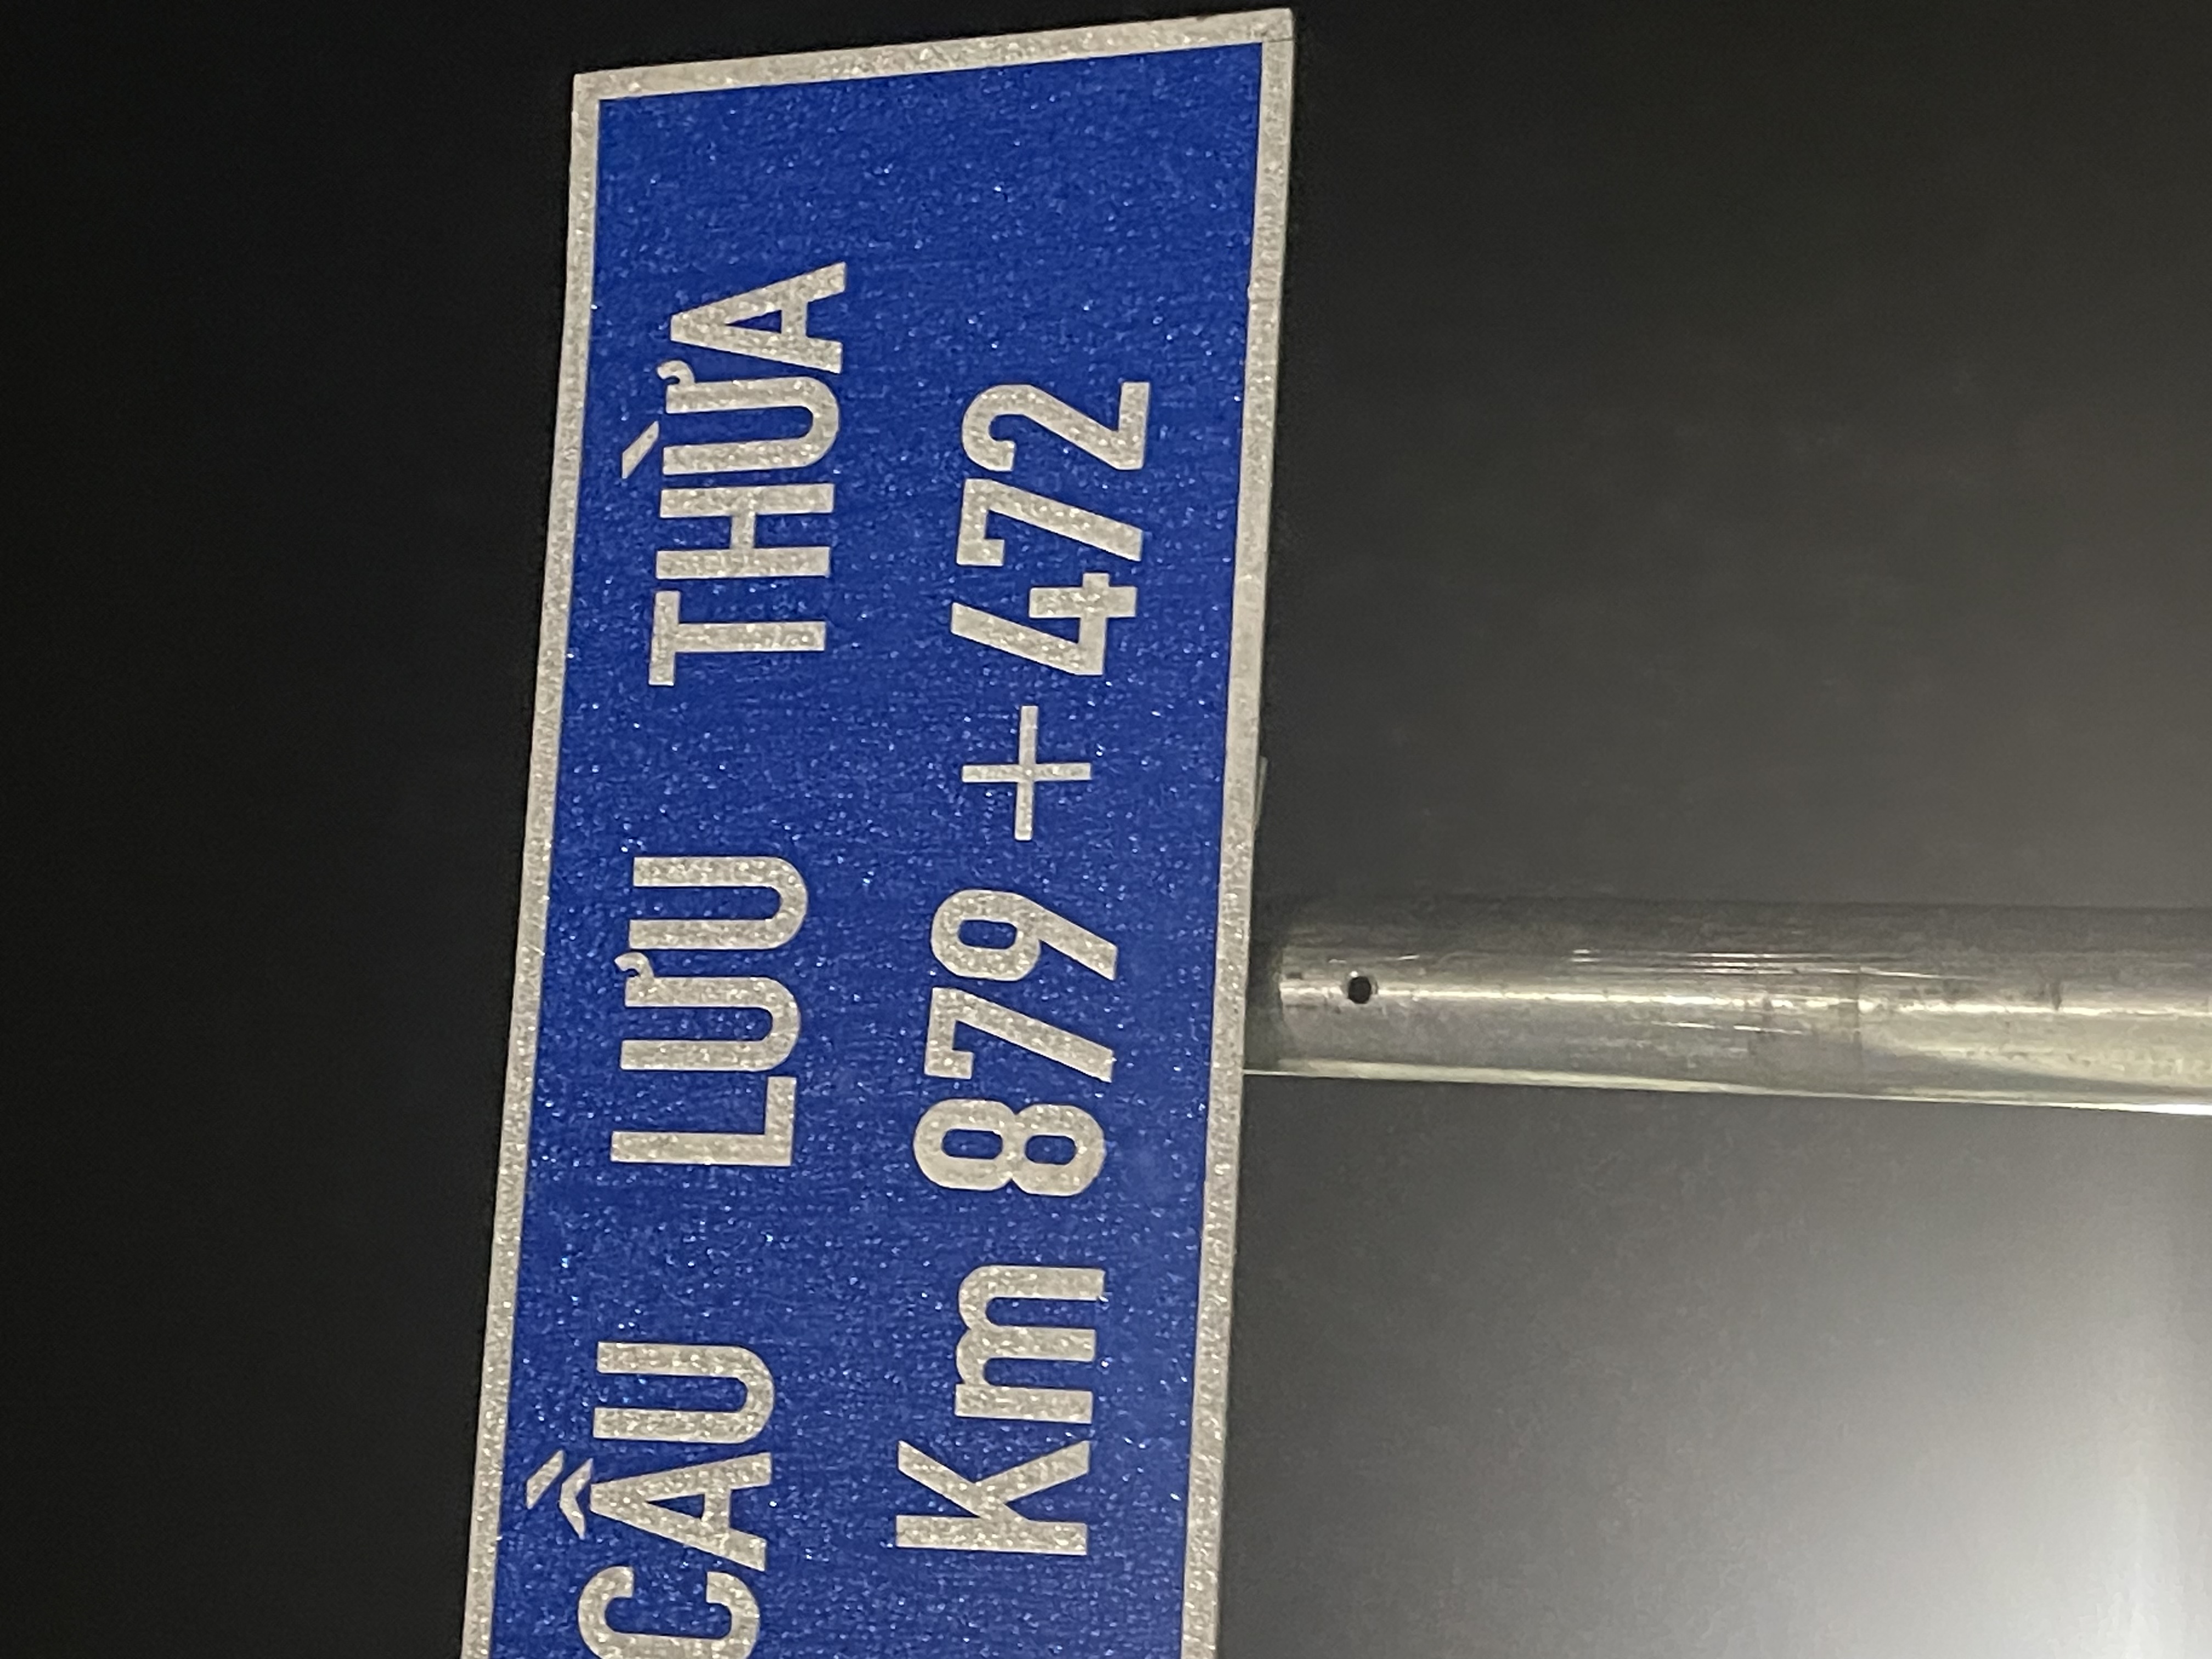 CẦU LƯU THỪA
Km 879 + 472